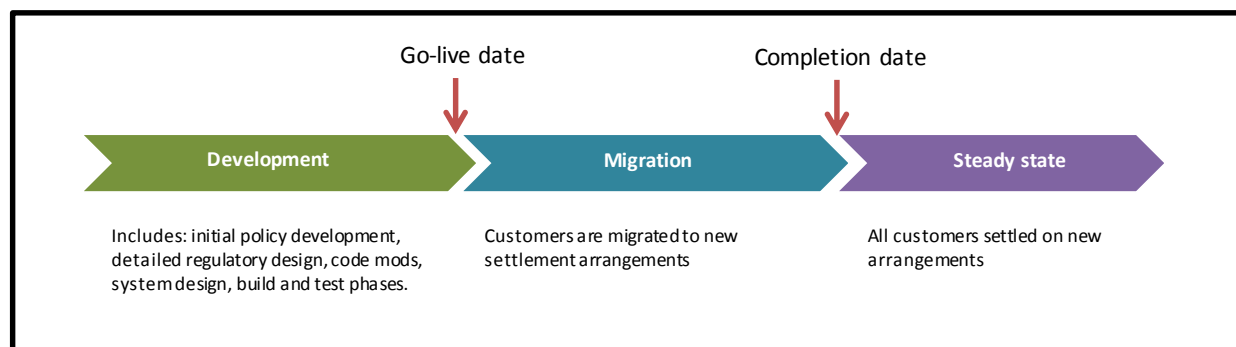 Go-live date
Completion date
Development
Migration
Steady state
Includes: initial policy development,
detailed regulatory design, code mods,
system design, build and test phases.
Customers are migrated to new
settlement arrangements
All customers settled on new
arrangements